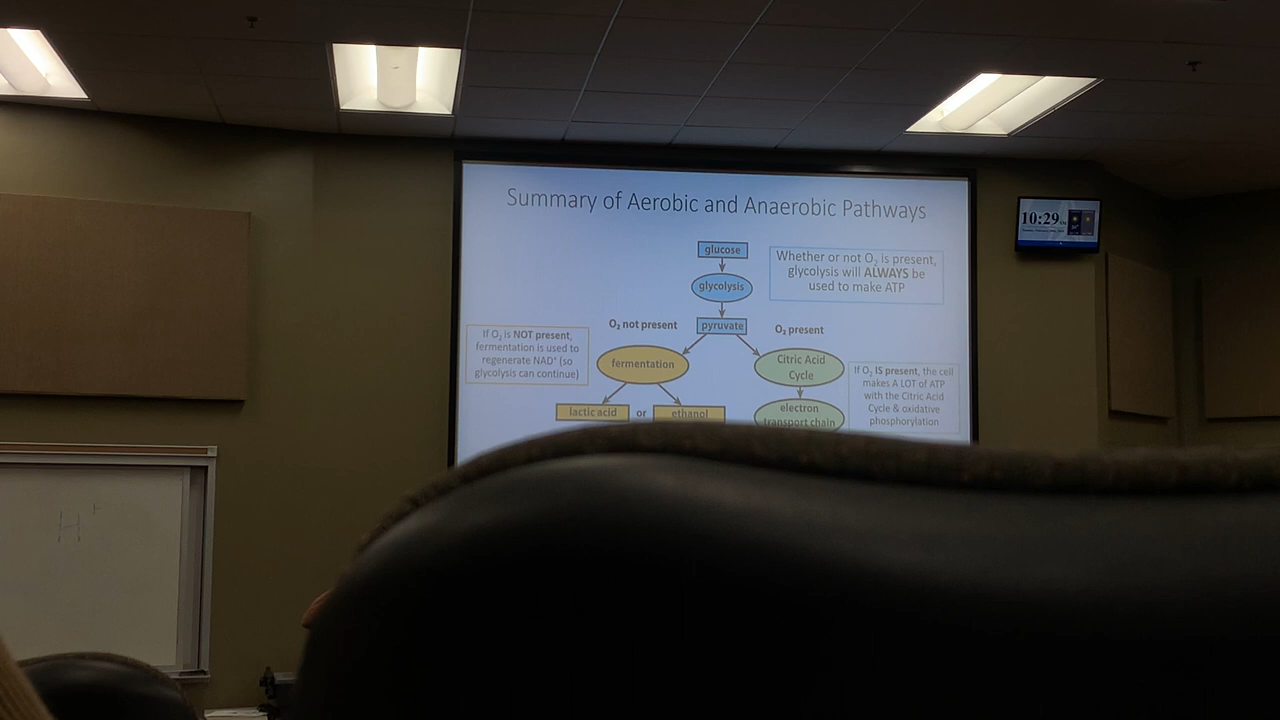 Summary of Aerobic and Anaerobic Pathways
10:29
glucose
Whether or not O₂ is present,
glycolysis will ALWAYS be
used to make ATP
glycolysis
O₂ not present
pyruvate
O₂ present
If O₂ is NOT present,
fermentation is used to
regenerate NAD⁺ (so
glycolysis can continue)
fermentation
Citric Acid
Cycle
If O₂ IS present, the cell
makes A LOT of ATP
with the Citric Acid
Cycle & oxidative
phosphorylation
lactic acid or ethanol
electron
transport chain
H⁺